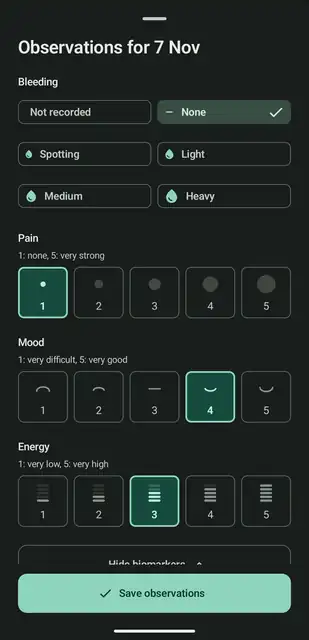 Observations for 7 Nov
Bleeding
Not recorded
None
Spotting
Light
Medium
Heavy
Pain
1: none, 5: very strong
1 2 3 4 5
Mood
1: very difficult, 5: very good
1 2 3 4 5
Energy
1: very low, 5: very high
1 2 3 4 5
Hide biomarkers
Save observations